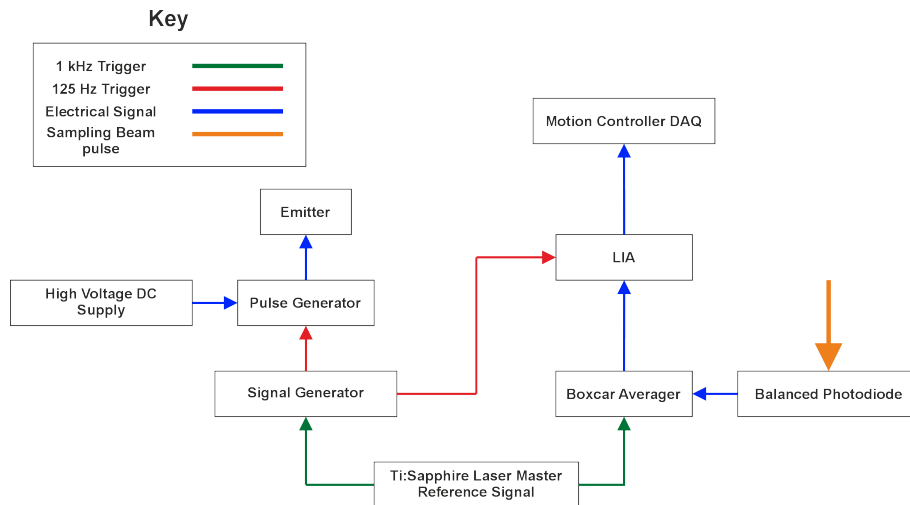 Key
1 kHz Trigger
125 Hz Trigger
Electrical Signal
Sampling Beam
pulse
Motion Controller DAQ
Emitter
LIA
High Voltage DC
Supply
Pulse Generator
Signal Generator
Boxcar Averager
Balanced Photodiode
Ti:Sapphire Laser Master
Reference Signal